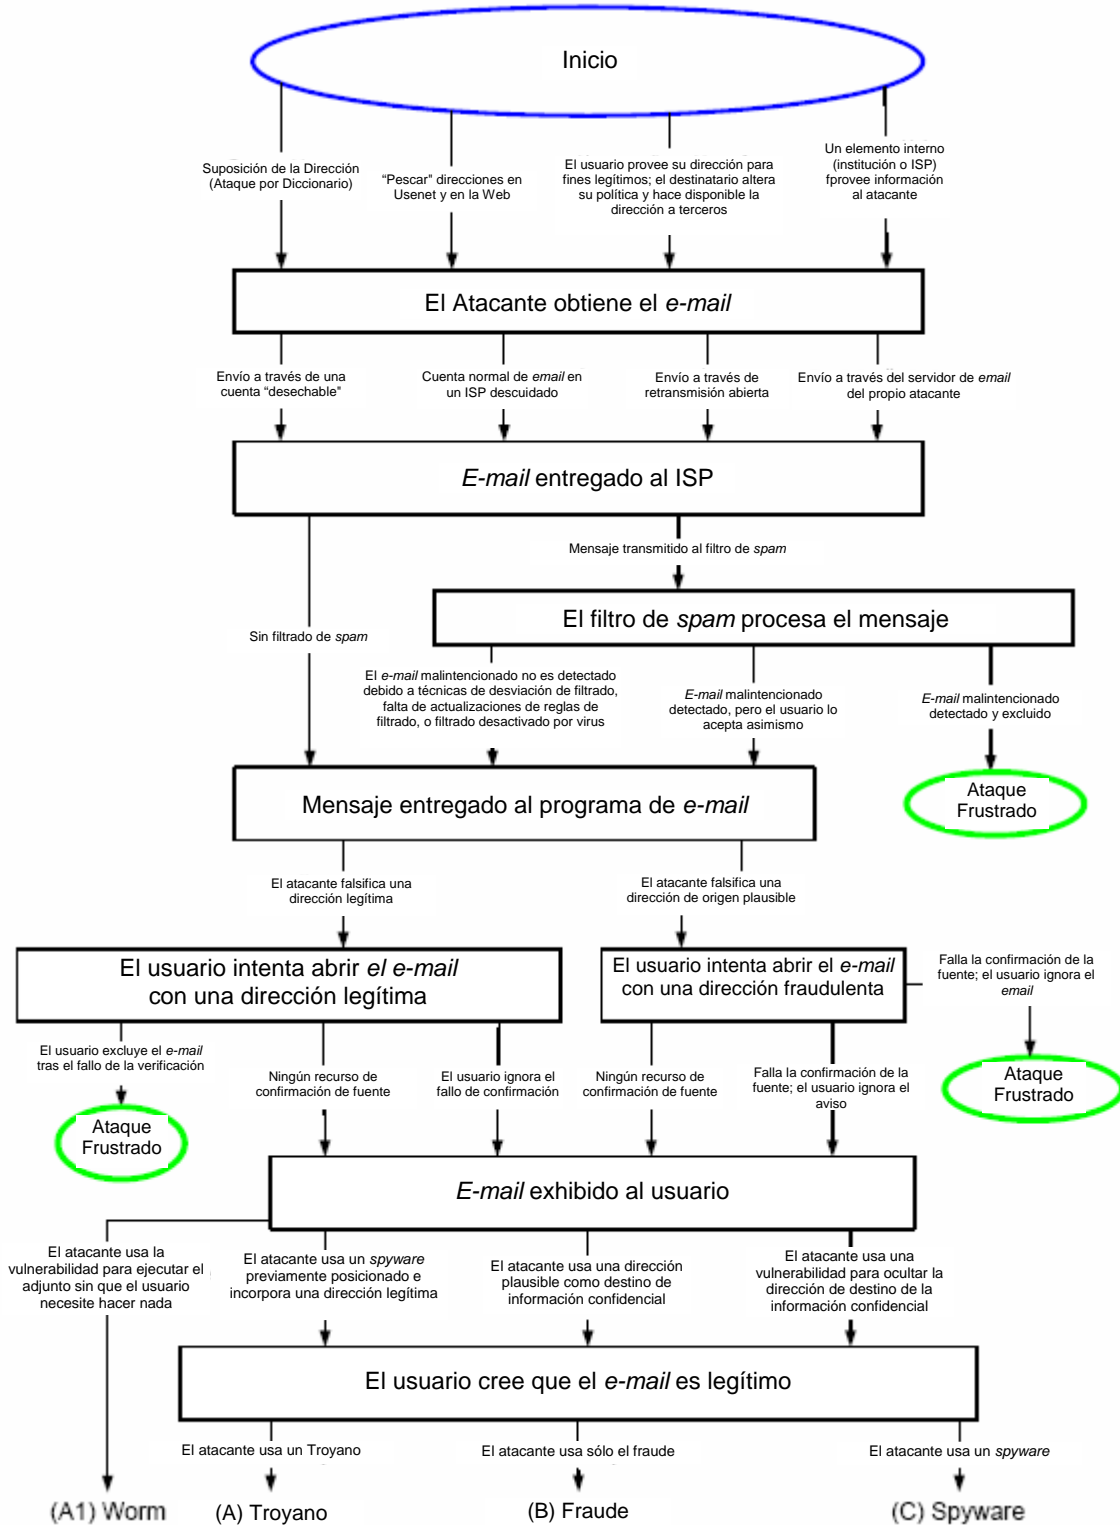 Inicio
Suposición de la Dirección
(Ataque por Diccionario)
“Pescar” direcciones en
Usenet y en la Web
El usuario provee su dirección para
fines legítimos; el destinatario altera
su política y hace disponible la
dirección a terceros
Un elemento interno
(institución o ISP)
fprovee información
al atacante
El Atacante obtiene el e-mail
Envío a través de una
cuenta “desechable”
Cuenta normal de email en
un ISP descuidado
Envío a través de
retransmisión abierta
Envío a través del servidor de email
del propio atacante
E-mail entregado al ISP
Mensaje transmitido al filtro de spam
El filtro de spam procesa el mensaje
Sin filtrado de spam
El e-mail malintencionado no es detectado
debido a técnicas de desviación de filtrado,
falta de actualizaciones de reglas de
filtrado, o filtrado desactivado por virus
E-mail malintencionado
detectado, pero el usuario lo
acepta asimismo
E-mail malintencionado
detectado y excluido
Ataque
Frustrado
Mensaje entregado al programa de e-mail
El atacante falsifica una
dirección legítima
El atacante falsifica una
dirección de origen plausible
El usuario intenta abrir el e-mail
con una dirección legítima
El usuario intenta abrir el e-mail
con una dirección fraudulenta
Falla la confirmación de la
fuente; el usuario ignora el
email
Ataque
Frustrado
El usuario excluye el e-mail
tras el fallo de la verificación
Ataque
Frustrado
Ningún recurso de
confirmación de fuente
El usuario ignora el
fallo de confirmación
Ningún recurso de
confirmación de fuente
Falla la confirmación de la
fuente; el usuario ignora el
aviso
E-mail exhibido al usuario
El atacante usa la
vulnerabilidad para ejecutar el
adjunto sin que el usuario
necesite hacer nada
El atacante usa un spyware
previamente posicionado e
incorpora una dirección legítima
El atacante usa una dirección
plausible como destino de
información confidencial
El atacante usa una
vulnerabilidad para ocultar la
dirección de destino de la
información confidencial
El usuario cree que el e-mail es legítimo
El atacante usa un Troyano
El atacante usa sólo el fraude
El atacante usa un spyware
(A1) Worm
(A) Troyano
(B) Fraude
(C) Spyware